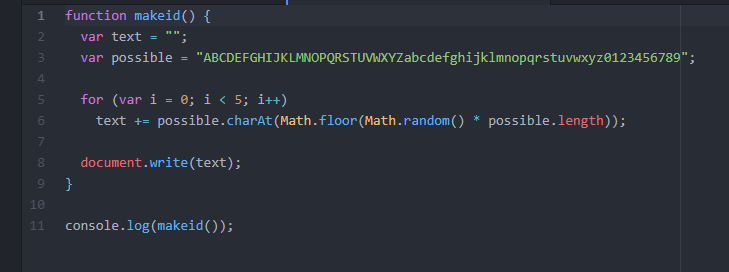 1 function makeid() {
2 var text = "";
3 var possible = "ABCDEFGHIJKLMNOPQRSTUVWXYZabcdefghijklmnopqrstuvwxyz0123456789";
4
5 for (var i = 0; i < 5; i++)
6 text += possible.charAt(Math.floor(Math.random() * possible.length));
7
8 document.write(text);
9 }
10
11 console.log(makeid());